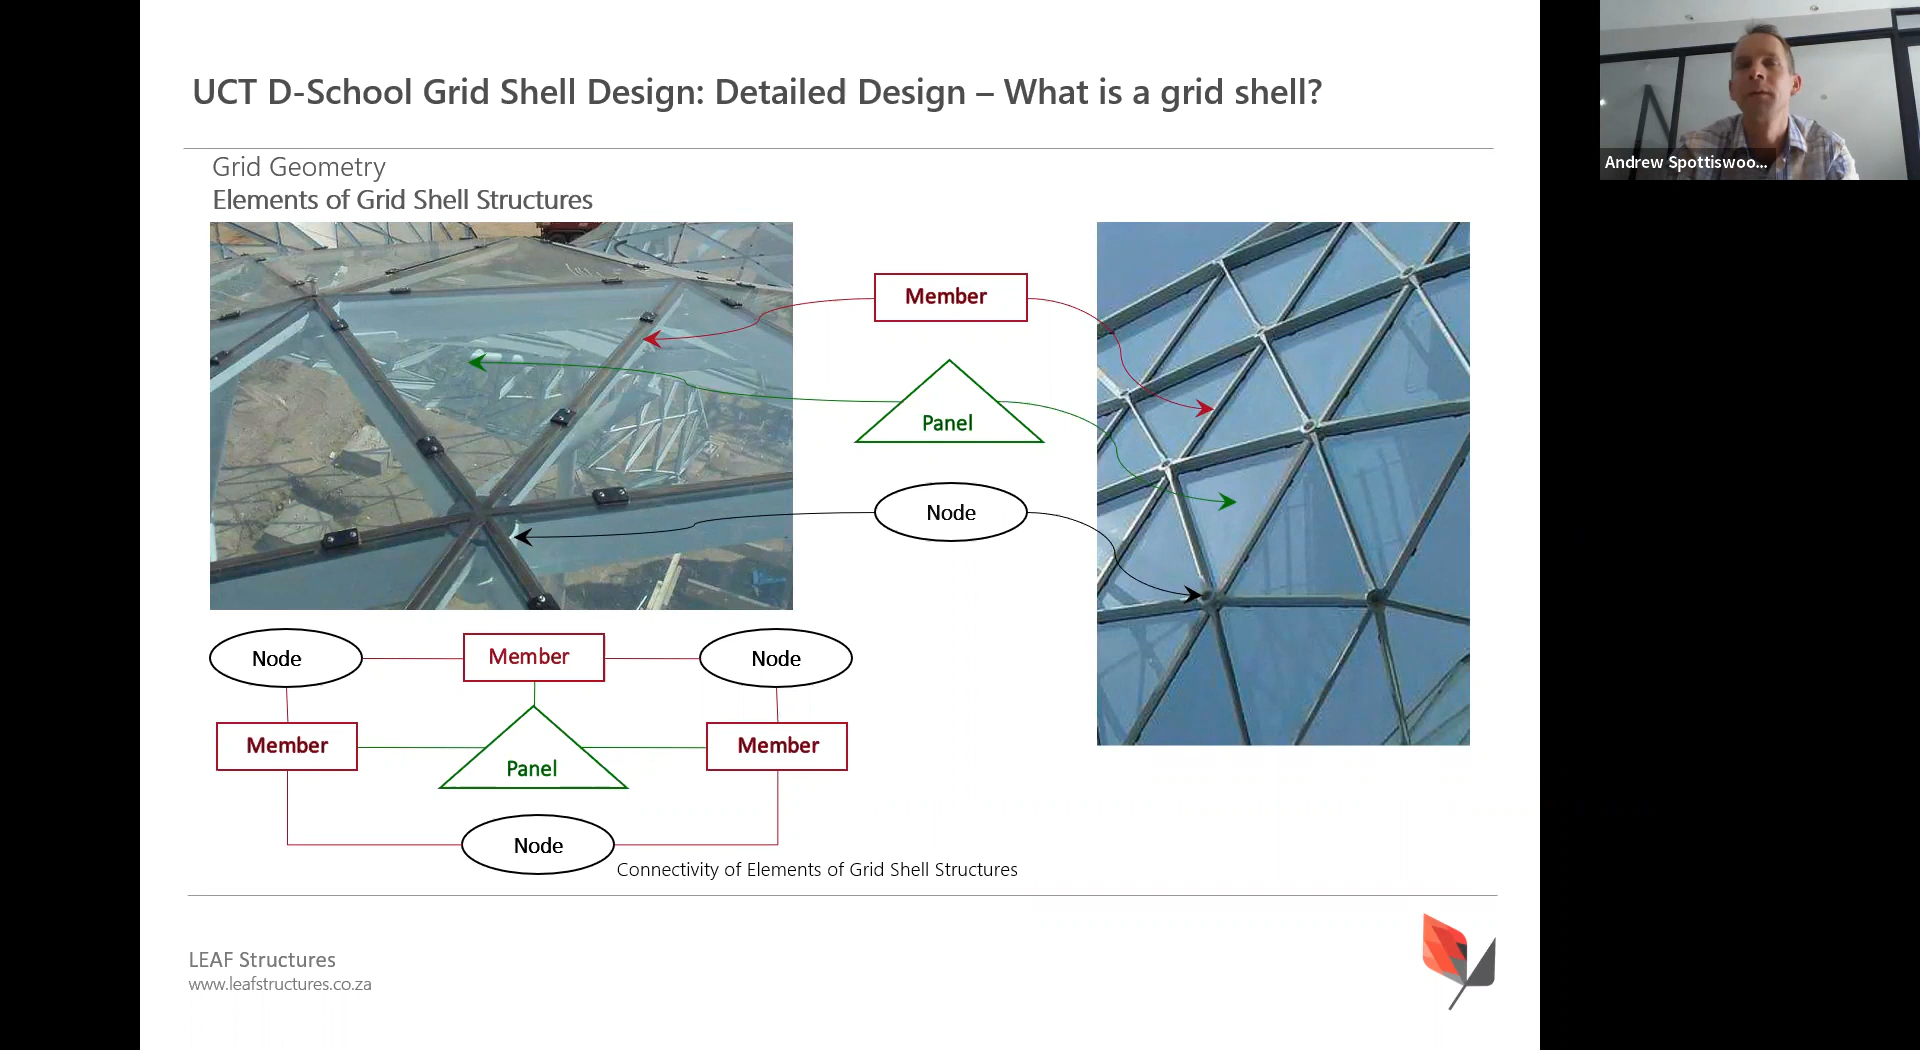 UCT D-School Grid Shell Design: Detailed Design – What is a grid shell?
Andrew Spottiswoo...
Grid Geometry
Elements of Grid Shell Structures
Member
Panel
Node
Node
Member
Node
Member
Panel
Member
Node
Connectivity of Elements of Grid Shell Structures
LEAF Structures
www.leafstructures.co.za